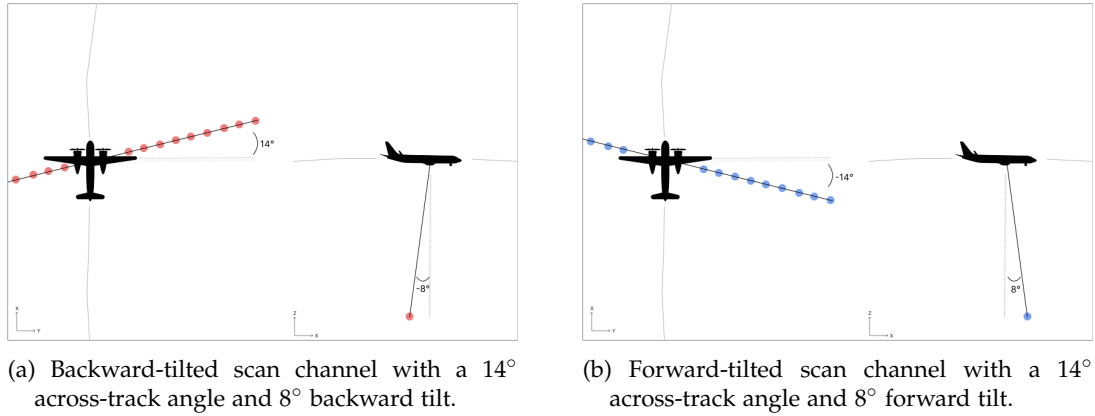 14°
-8°
X
Y
Z
X
-14°
8°
X
Y
Z
X
(a) Backward-tilted scan channel with a 14°
across-track angle and 8° backward tilt.
(b) Forward-tilted scan channel with a 14°
across-track angle and 8° forward tilt.